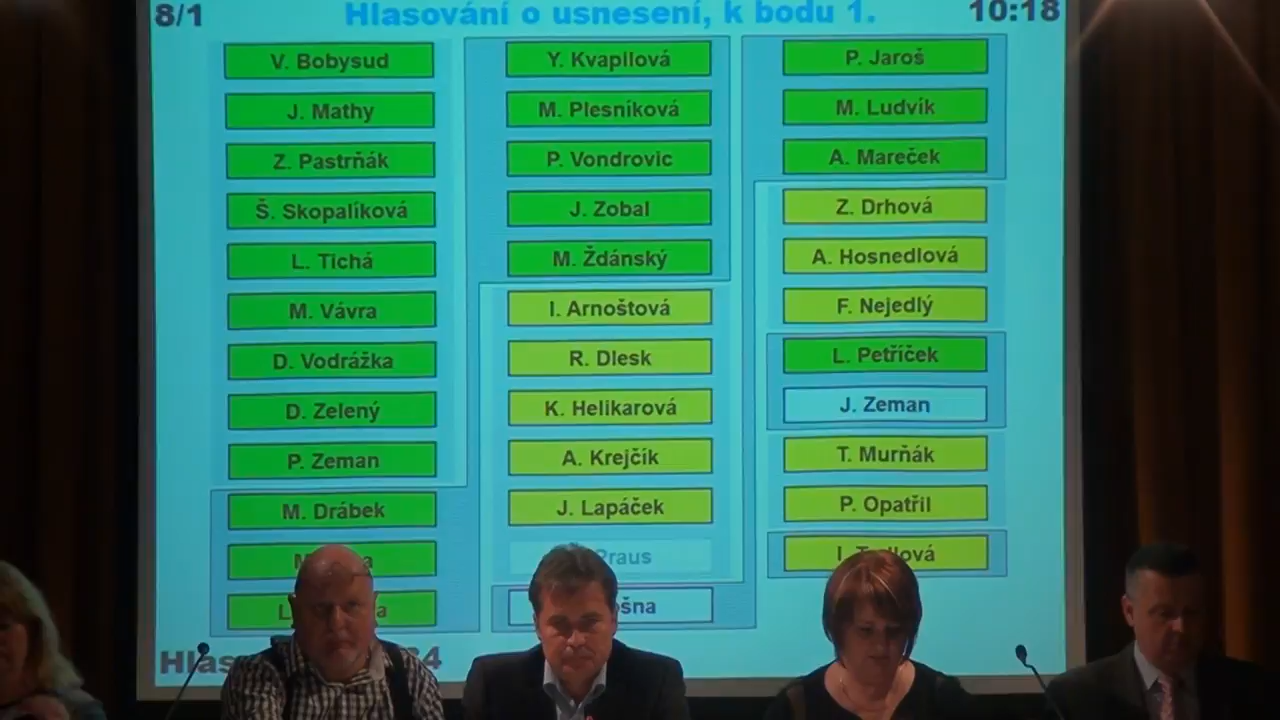 8/1
Hlasování o usnesení, k bodu 1.
10:18
V. Bobysud
J. Mathy
Z. Pastrňák
Š. Skopalíková
L. Tichá
M. Vávra
D. Vodrážka
D. Zelený
P. Zeman
M. Drábek
Y. Kvapilová
M. Plesníková
P. Vondrovic
J. Zobal
M. Ždánský
I. Arnoštová
R. Dlesk
K. Helikarová
A. Krejčík
J. Lapáček
Praus
P. Jaroš
M. Ludvík
A. Mareček
Z. Drhová
A. Hosnedlová
F. Nejedlý
L. Petříček
J. Zeman
T. Murňák
P. Opatřil